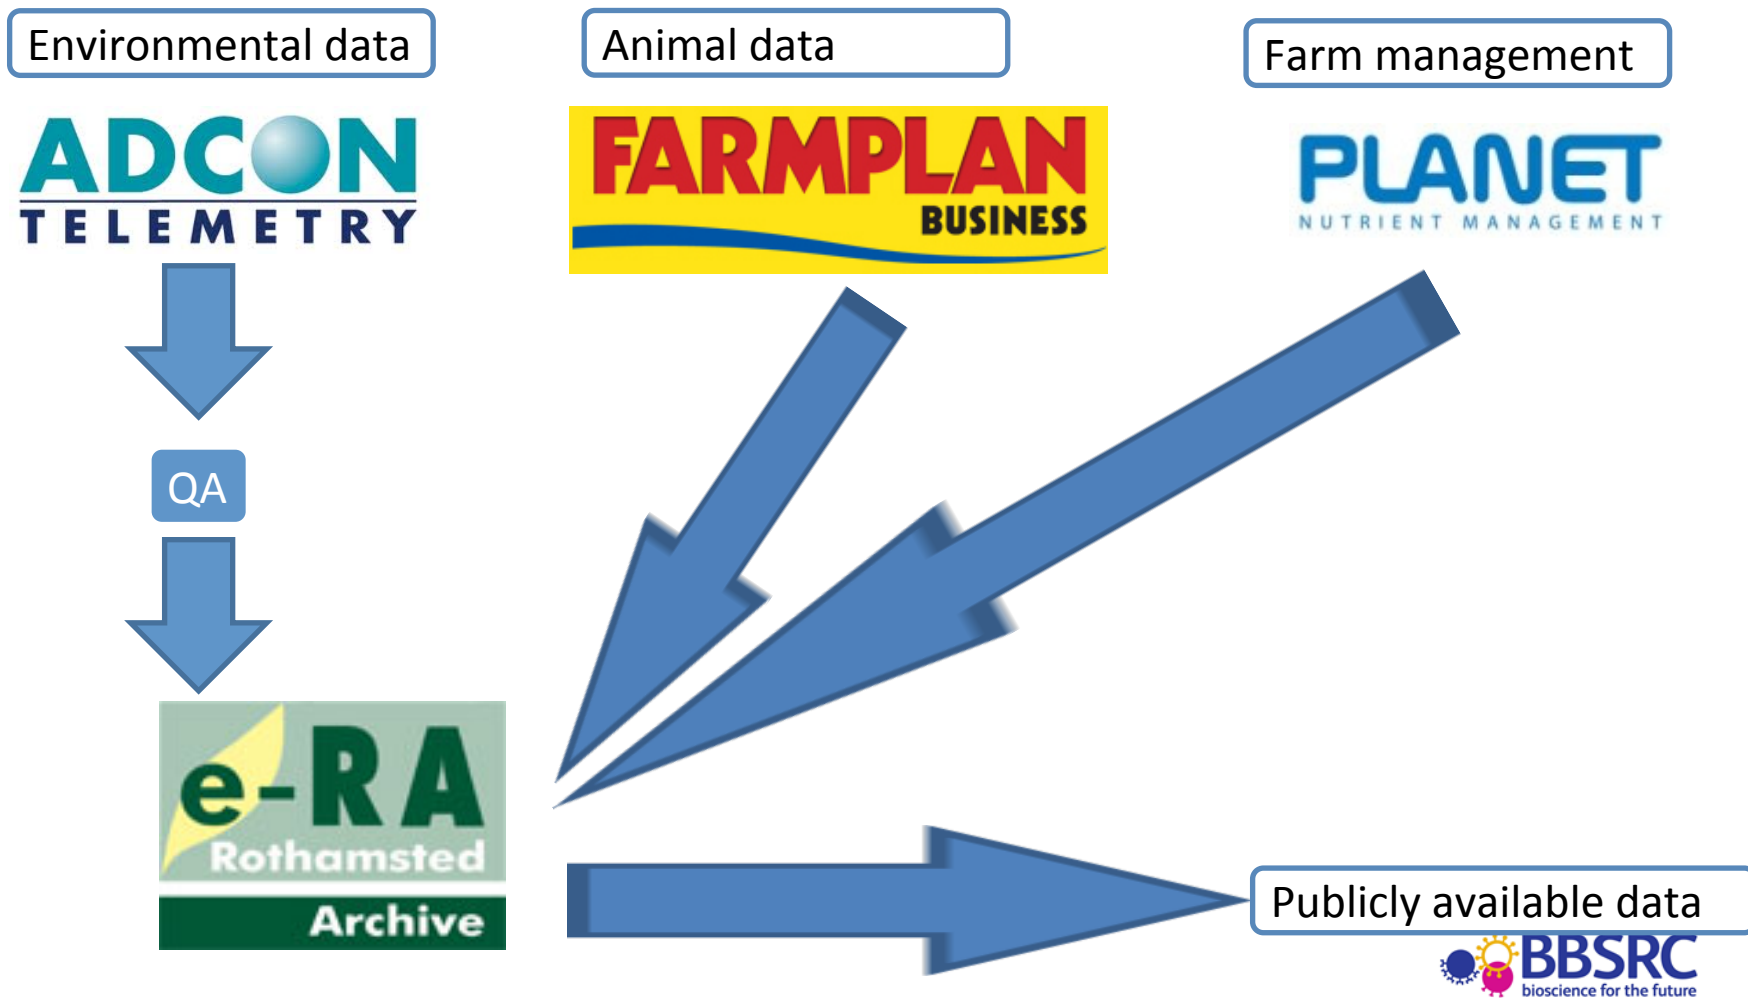 Environmental data
Animal data
Farm management
ADCON
TELEMETRY
FARMPLAN
BUSINESS
PLANET
NUTRIENT MANAGEMENT
QA
e-RA
Rothamsted
Archive
Publicly available data
BBSRC
bioscience for the future